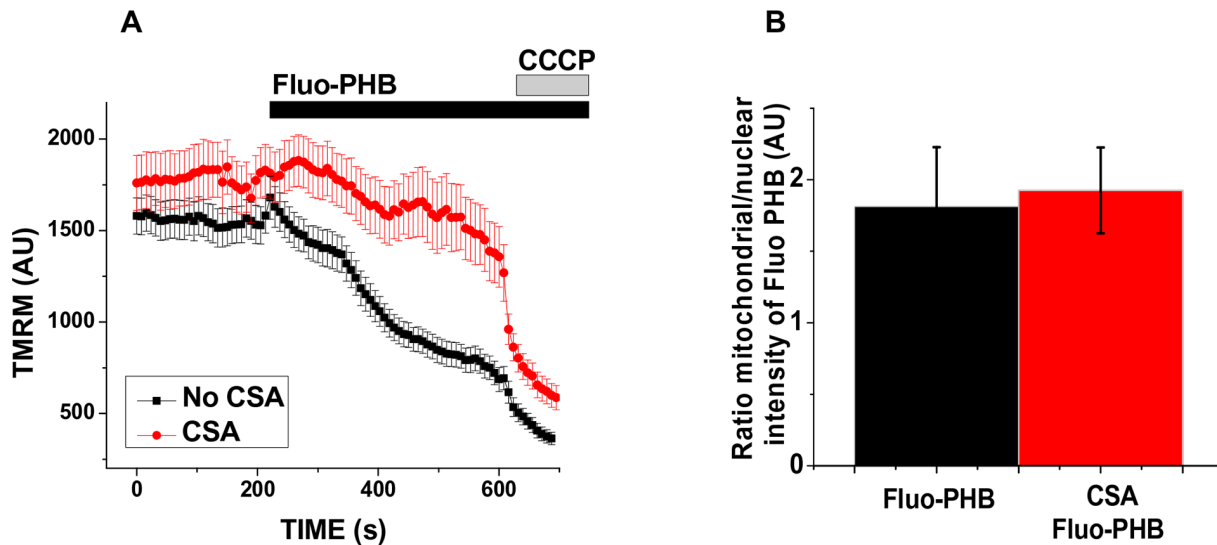 A
CCCP
Fluo-PHB
2000
1500
1000
500
TMRM (AU)
No CSA
CSA
0
200
400
600
TIME (s)
B
Ratio mitochondrial/nuclear
intensity of Fluo PHB (AU)
2
1
0
Fluo-PHB
CSA
Fluo-PHB